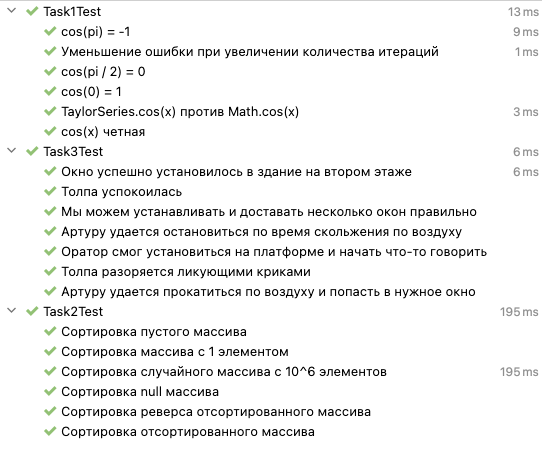 Task1Test 13 ms
cos(pi) = -1 9 ms
Уменьшение ошибки при увеличении количества итераций 1 ms
cos(pi / 2) = 0
cos(0) = 1
TaylorSeries.cos(x) против Math.cos(x) 3 ms
cos(x) четная
Task3Test 6 ms
Окно успешно установилось в здание на втором этаже 6 ms
Толпа успокоилась
Мы можем устанавливать и доставать несколько окон правильно
Артуру удается остановиться по время скольжения по воздуху
Оратор смог установиться на платформе и начать что-то говорить
Толпа разоряется ликующими криками
Артуру удается прокатиться по воздуху и попасть в нужное окно
Task2Test 195 ms
Сортировка пустого массива
Сортировка массива с 1 элементом
Сортировка случайного массива с 10^6 элементов 195 ms
Сортировка null массива
Сортировка реверса отсортированного массива
Сортировка отсортированного массива